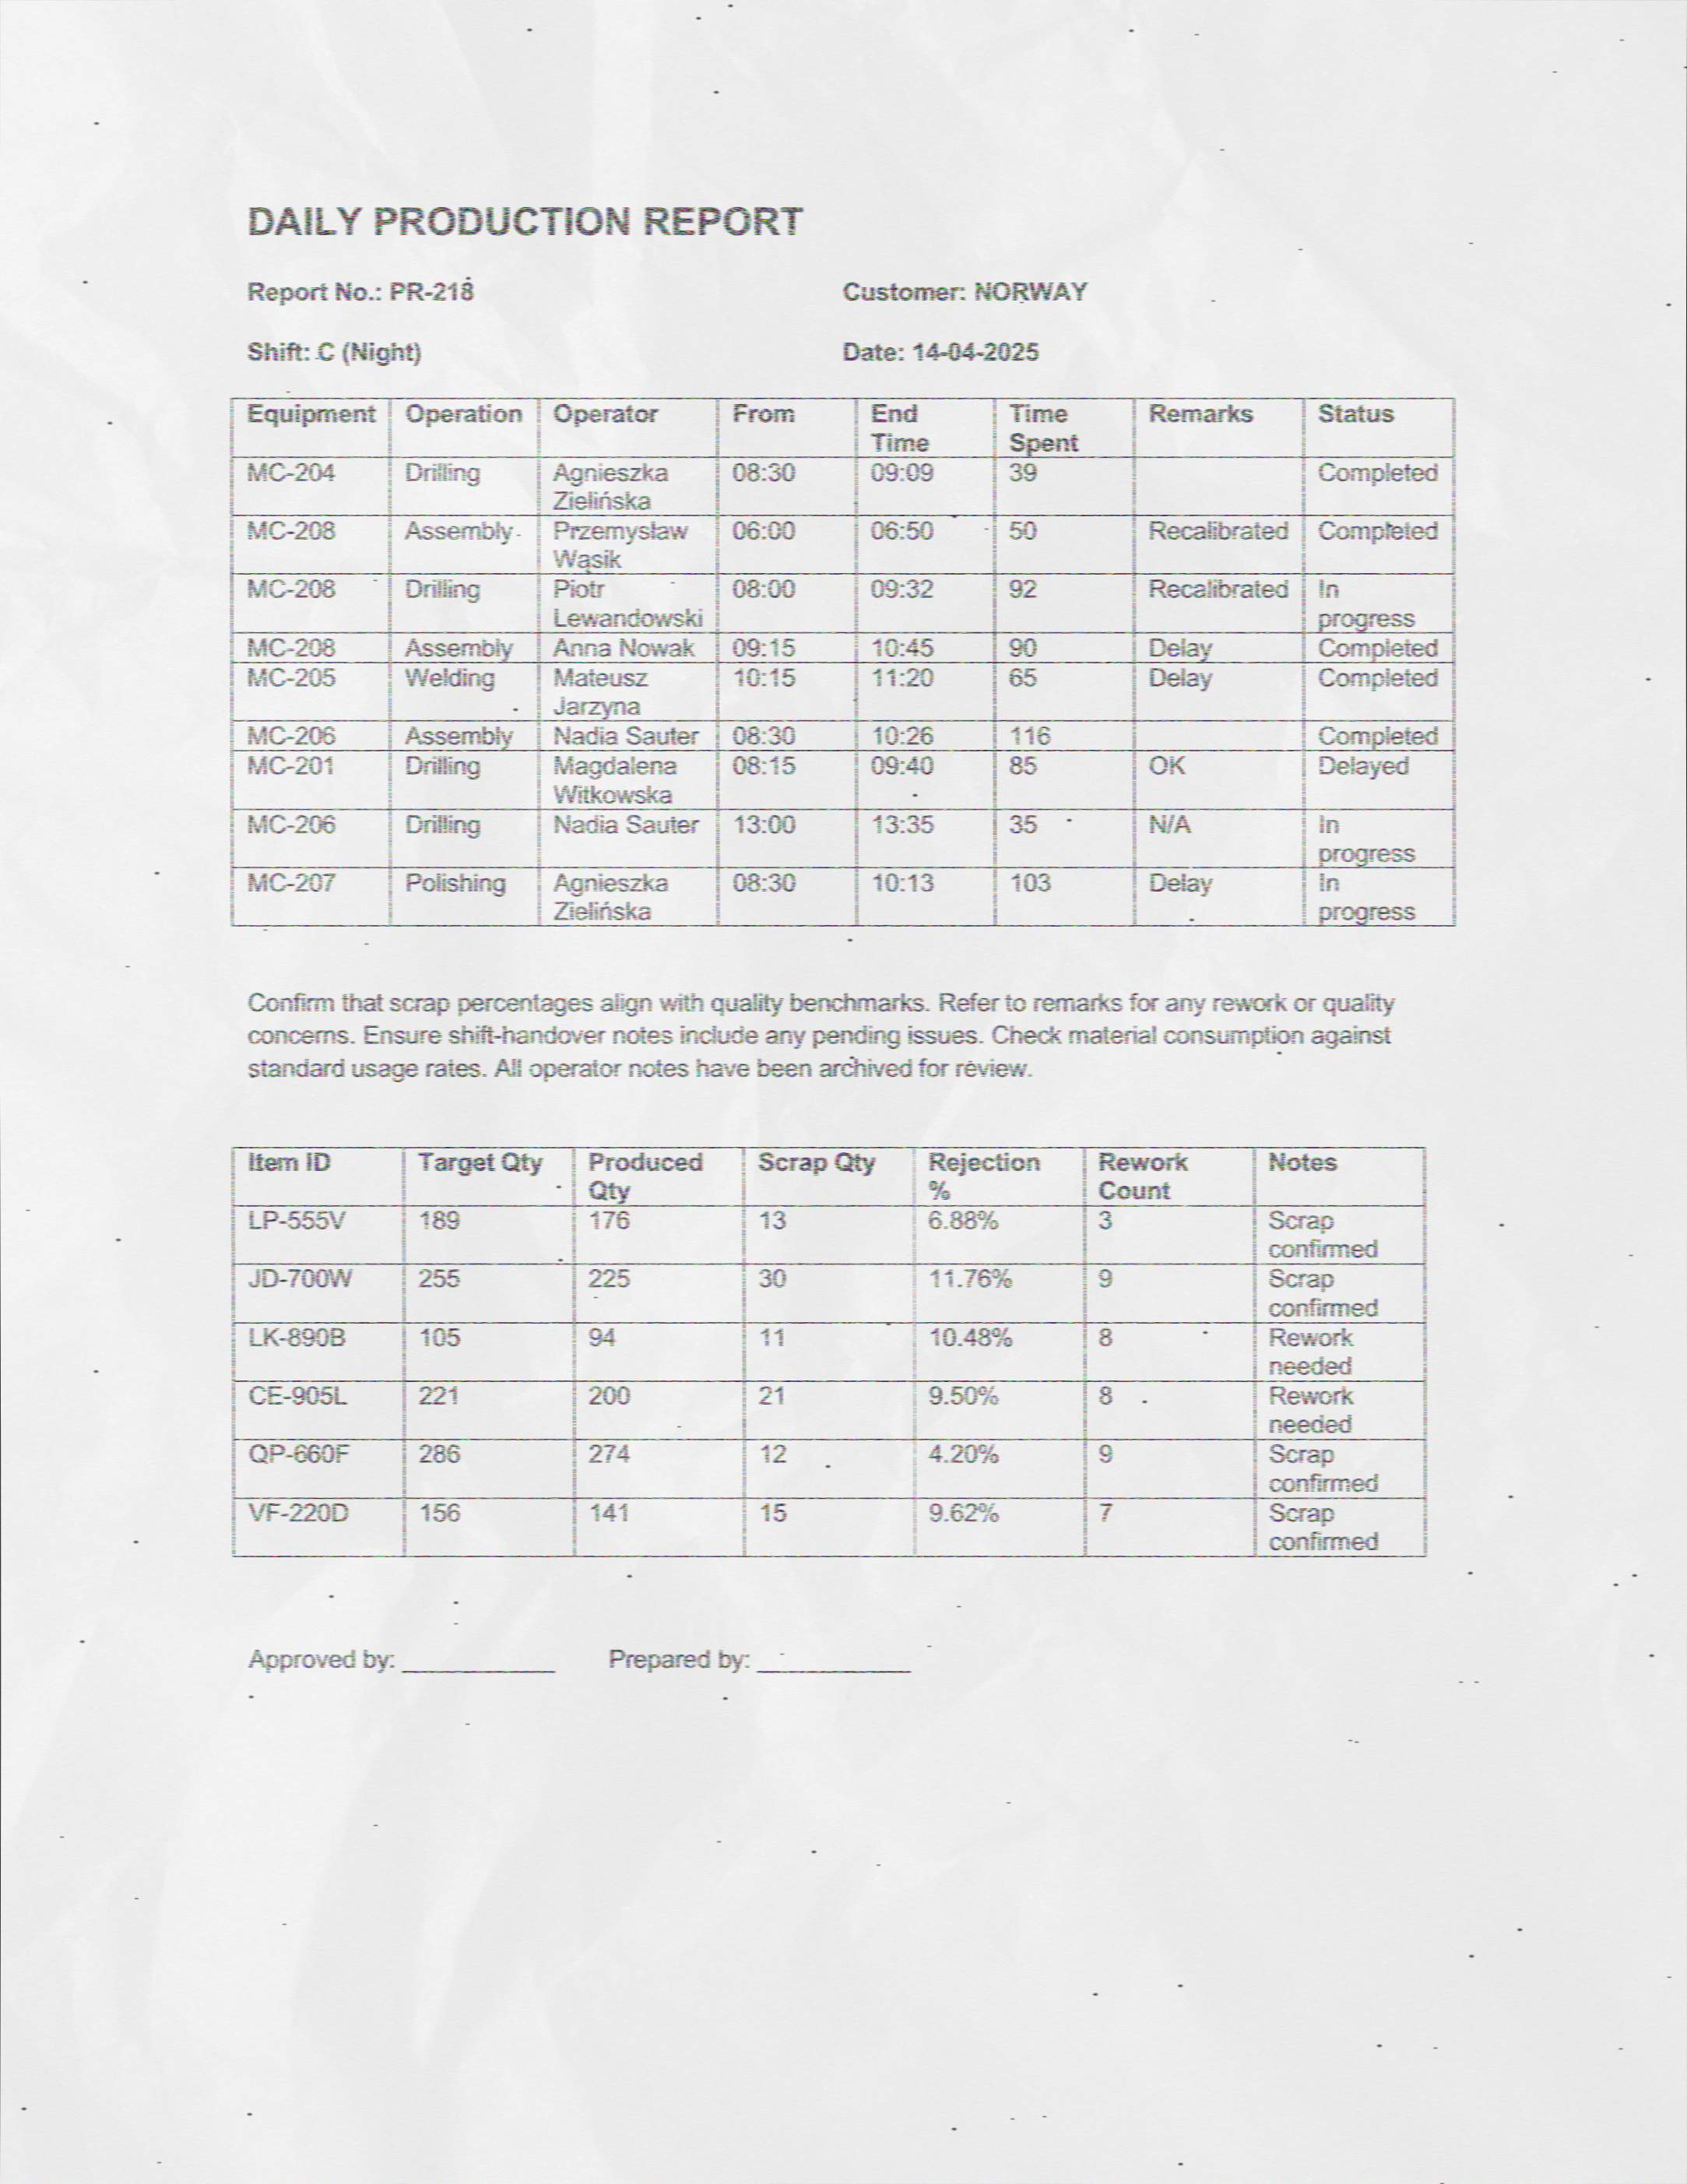 DAILY PRODUCTION REPORT
Report No.: PR-218 Customer: NORWAY
Shift: C (Night) Date: 14-04-2025
Equipment Operation Operator From End Time Time Spent Remarks Status
MC-204 Drilling Agnieszka Zielińska 08:30 09:09 39 Completed
MC-208 Assembly Przemysław Wąsik 06:00 06:50 50 Recalibrated Completed
MC-208 Drilling Piotr Lewandowski 08:00 09:32 92 Recalibrated In progress
MC-208 Assembly Anna Nowak 09:15 10:45 90 Delay Completed
MC-205 Welding Mateusz Jarzyna 10:15 11:20 65 Delay Completed
MC-206 Assembly Nadia Sauter 08:30 10:26 116 Completed
MC-201 Drilling Magdalena Witkowska 08:15 09:40 85 OK Delayed
MC-206 Drilling Nadia Sauter 13:00 13:35 35 N/A In progress
MC-207 Polishing Agnieszka Zielińska 08:30 10:13 103 Delay In progress
Confirm that scrap percentages align with quality benchmarks. Refer to remarks for any rework or quality
concerns. Ensure shift-handover notes include any pending issues. Check material consumption against
standard usage rates. All operator notes have been archived for review.
Item ID Target Qty Produced Qty Scrap Qty Rejection % Rework Count Notes
LP-555V 189 176 13 6.88% 3 Scrap confirmed
JD-700W 255 225 30 11.76% 9 Scrap confirmed
LK-890B 105 94 11 10.48% 8 Rework needed
CE-905L 221 200 21 9.50% 8 Rework needed
QP-660F 286 274 12 4.20% 9 Scrap confirmed
VF-220D 156 141 15 9.62% 7 Scrap confirmed
Approved by: ____________ Prepared by: ____________